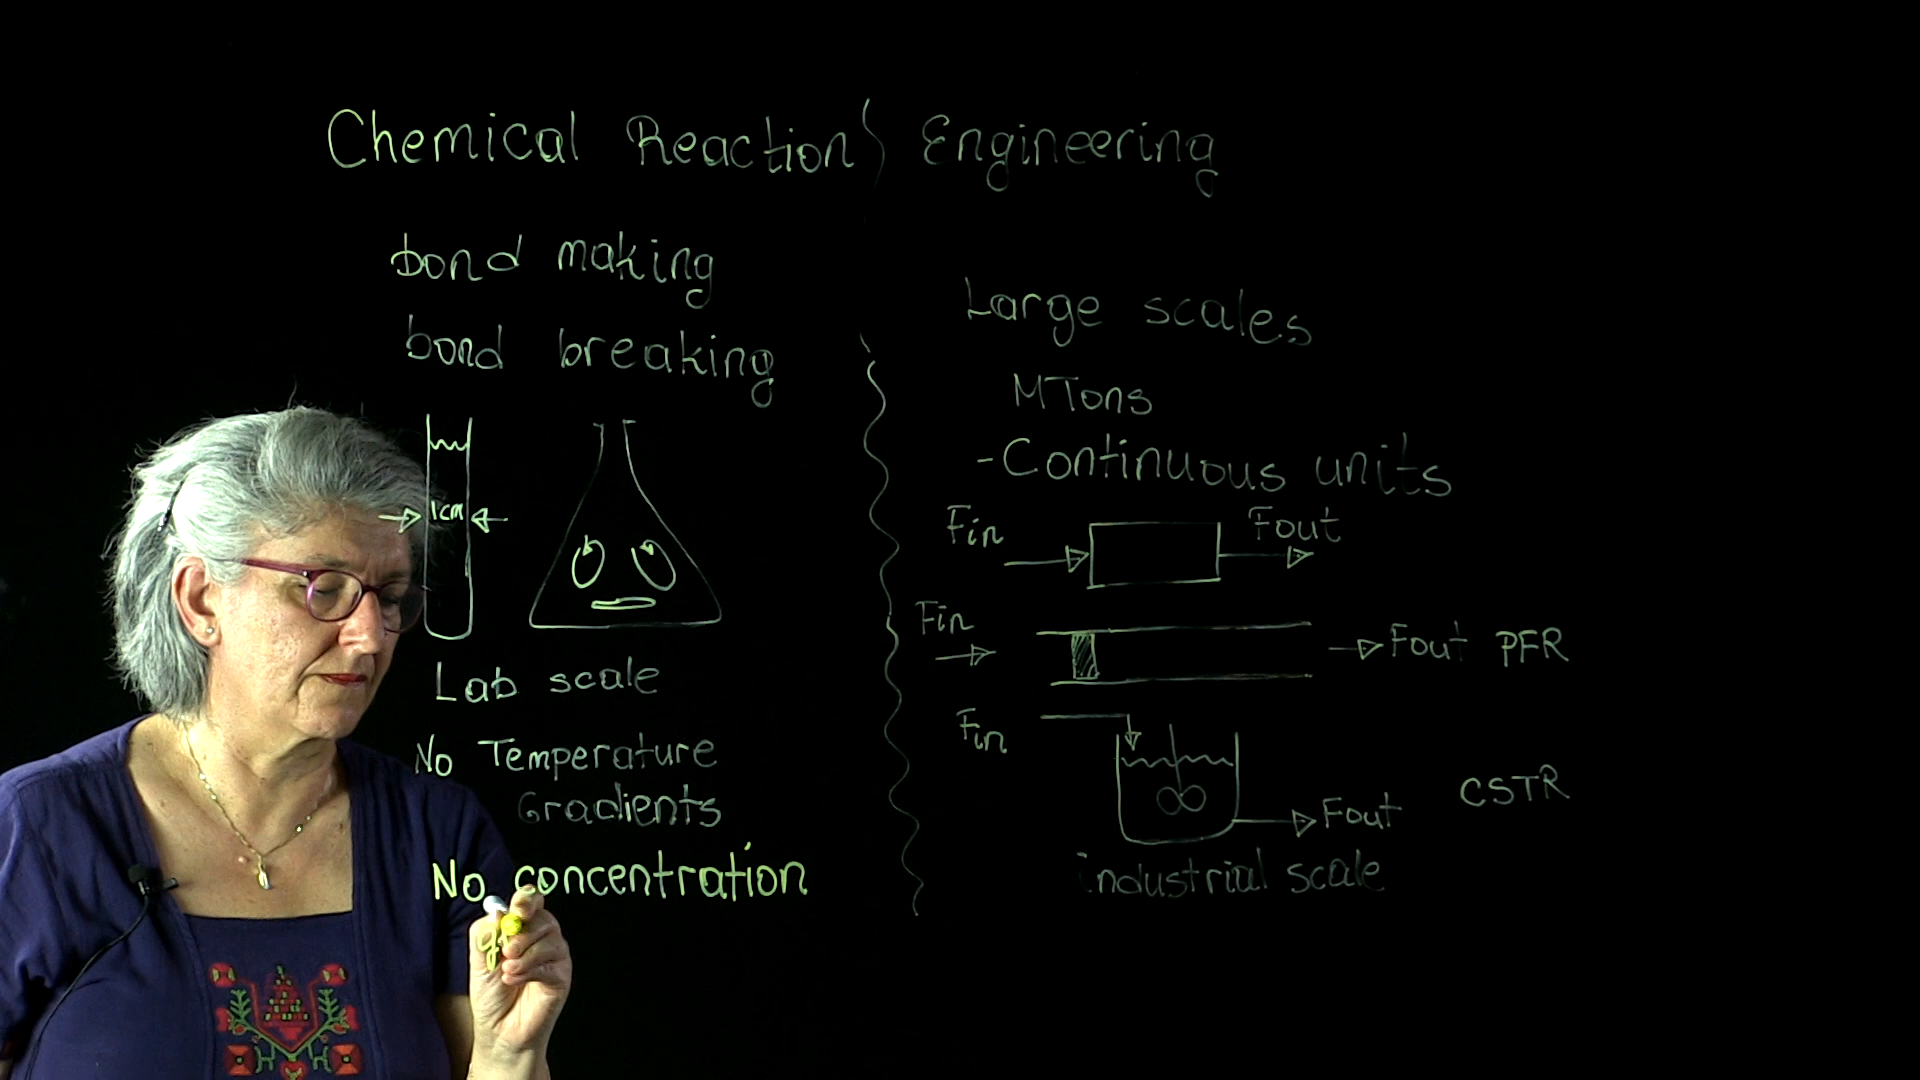 Chemical Reaction Engineering
bond making
bond breaking
1cm
Lab scale
No Temperature
Gradients
No concentration
Large scales
MTons
-Continuous units
Fin Fout
Fin Fout PFR
Fin
Fout CSTR
industrial scale